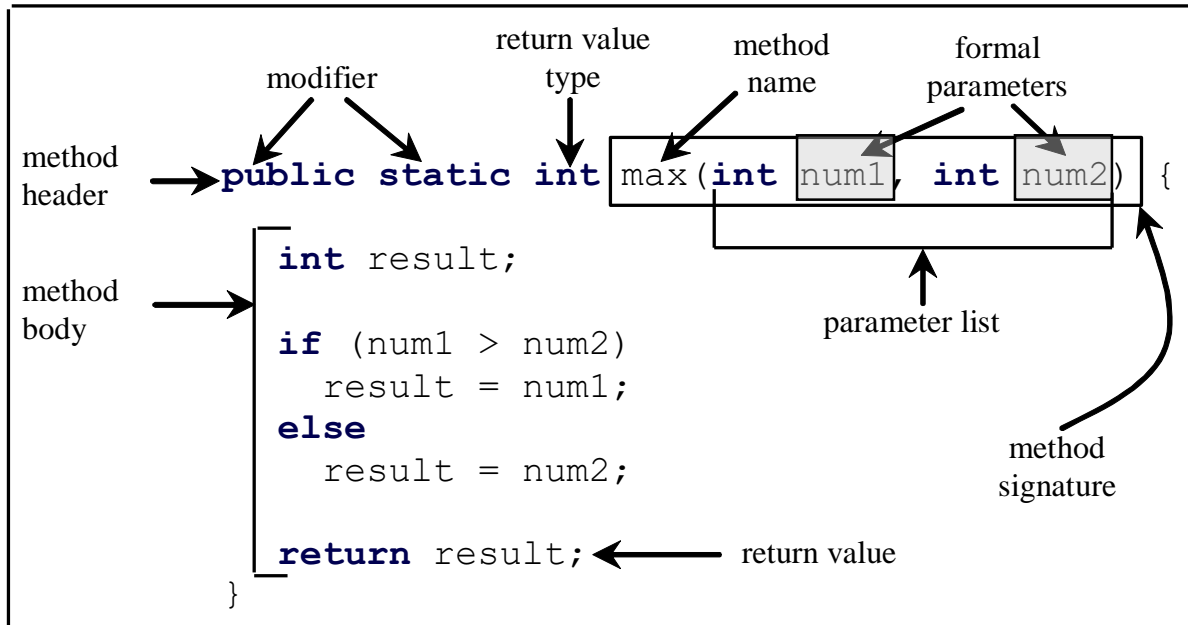 return value
type
method
name
formal
parameters
modifier
method
header
public static int max(int num1, int num2) {
int result;
method
body
parameter list
if (num1 > num2)
result = num1;
else
result = num2;
method
signature
return result;
return value
}